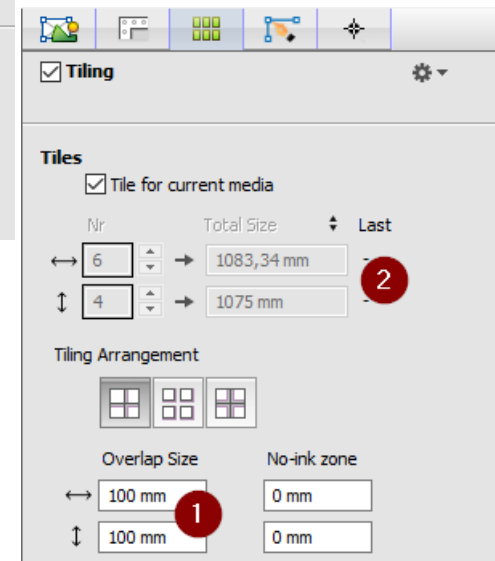 Tiling
Tiles
Tile for current media
Nr Total Size Last
6 1083,34 mm -
2
4 1075 mm -
Tiling Arrangement
Overlap Size No-ink zone
100 mm 0 mm
1
100 mm 0 mm